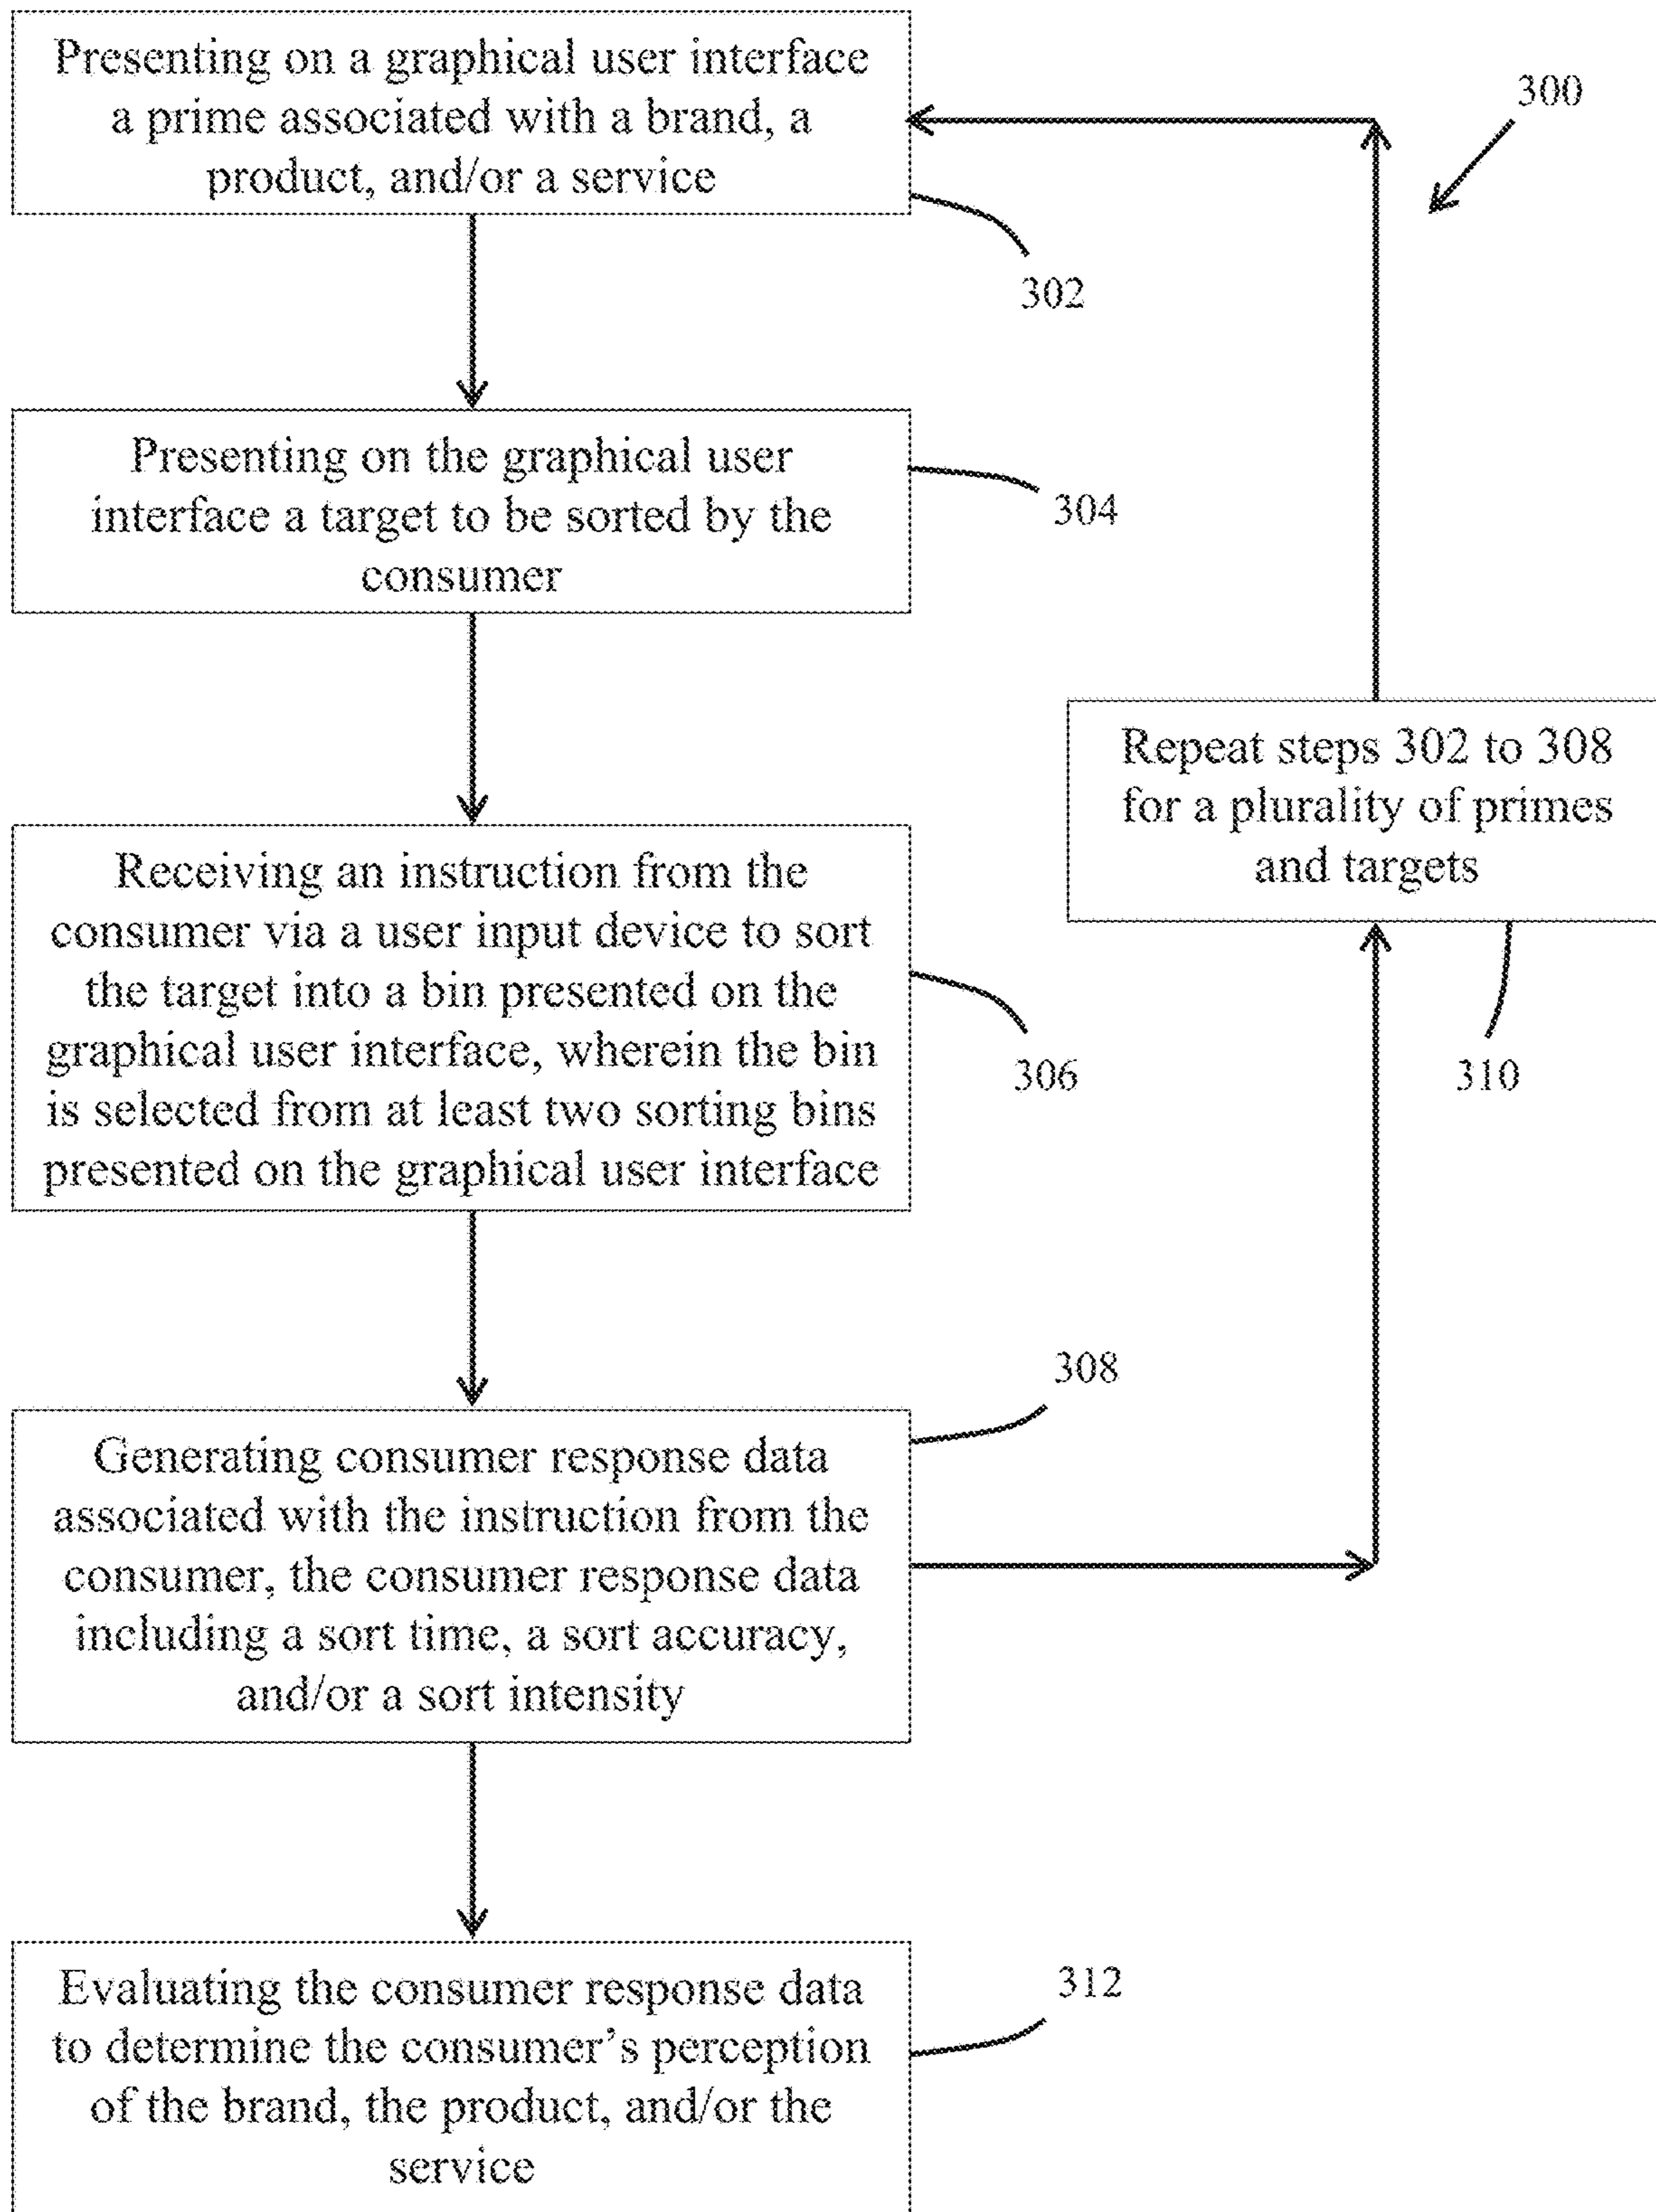 Presenting on a graphical user interface
a prime associated with a brand, a
product, and/or a service
300
302
Presenting on the graphical user
interface a target to be sorted by the
consumer
304
Repeat steps 302 to 308
for a plurality of primes
and targets
310
Receiving an instruction from the
consumer via a user input device to sort
the target into a bin presented on the
graphical user interface, wherein the bin
is selected from at least two sorting bins
presented on the graphical user interface
306
308
Generating consumer response data
associated with the instruction from the
consumer, the consumer response data
including a sort time, a sort accuracy,
and/or a sort intensity
Evaluating the consumer response data
to determine the consumer’s perception
of the brand, the product, and/or the
service
312